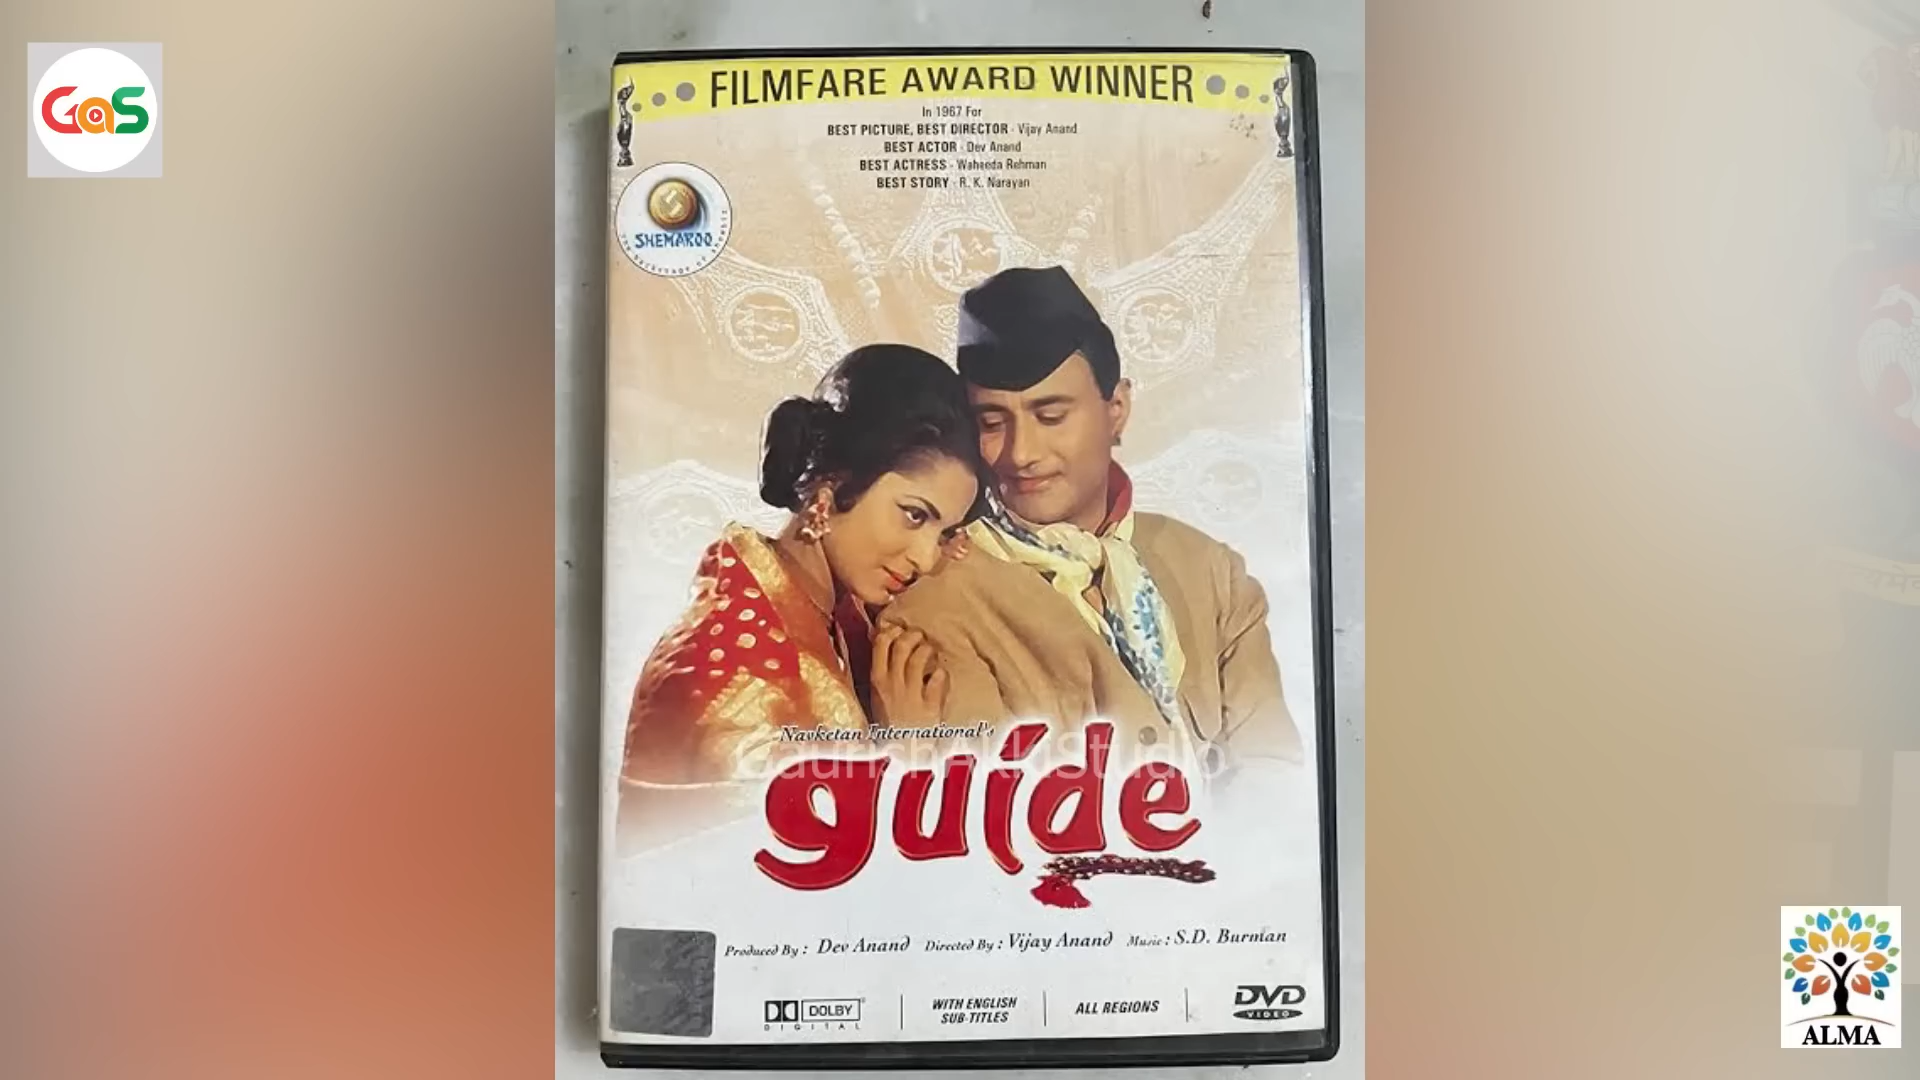 GaS
FILMFARE AWARD WINNER
In 1967 For
BEST PICTURE, BEST DIRECTOR - Vijay Anand
BEST ACTOR - Dev Anand
BEST ACTRESS - Waheeda Rehman
BEST STORY - R. K. Narayan
SHEMAROO
Navketan International's
GaurishAkkiStudio
guide
Produced By : Dev Anand Directed By : Vijay Anand Music : S.D. Burman
DOLBY
DIGITAL
WITH ENGLISH
SUB-TITLES
ALL REGIONS
DVD
VIDEO
ALMA